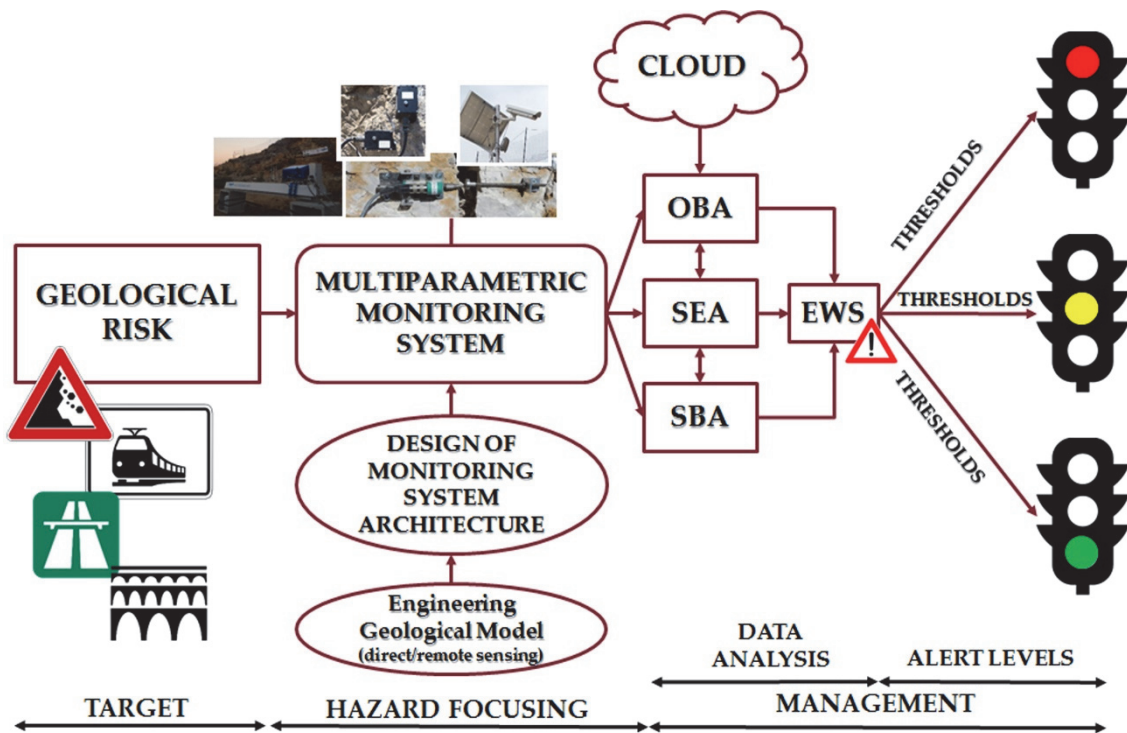 CLOUD
GEOLOGICAL
RISK
MULTIPARAMETRIC
MONITORING
SYSTEM
OBA
SEA
SBA
EWS
!
THRESHOLDS
THRESHOLDS
THRESHOLDS
DESIGN OF
MONITORING
SYSTEM
ARCHITECTURE
Engineering
Geological Model
(direct/remote sensing)
DATA
ANALYSIS
ALERT LEVELS
TARGET
HAZARD FOCUSING
MANAGEMENT